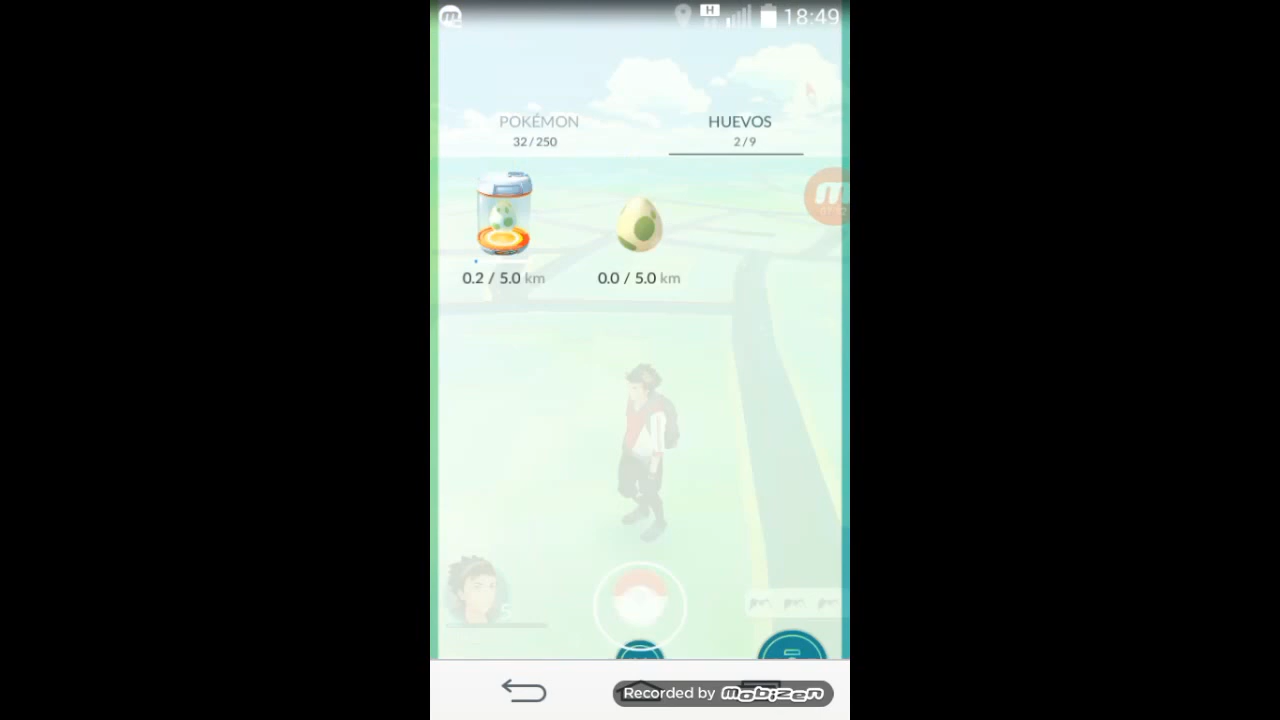 18:49
H
POKÉMON
32/250
HUEVOS
2/9
0.2 / 5.0 km
0.0 / 5.0 km
5
Recorded by mobizen